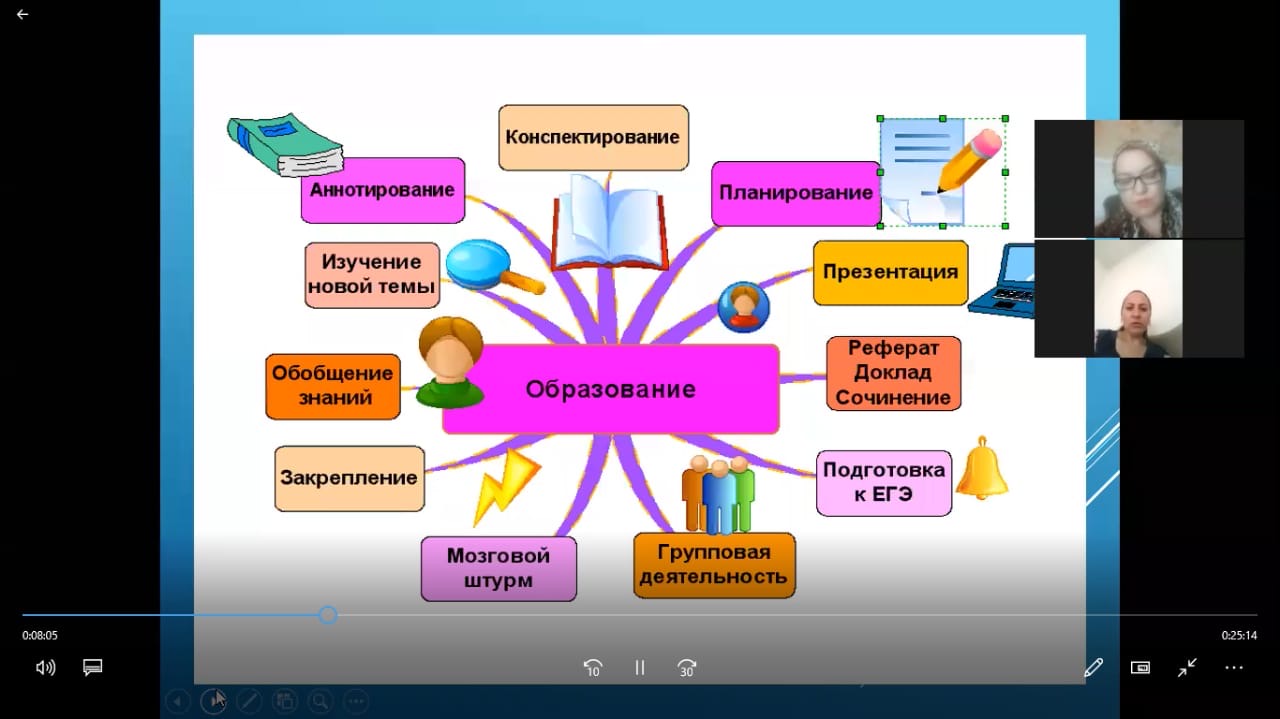 Конспектирование
Аннотирование
Планирование
Изучение
новой темы
Презентация
Обобщение
знаний
Образование
Реферат
Доклад
Сочинение
Закрепление
Подготовка
к ЕГЭ
Мозговой
штурм
Групповая
деятельность
0:08:05
0:25:14
10
30